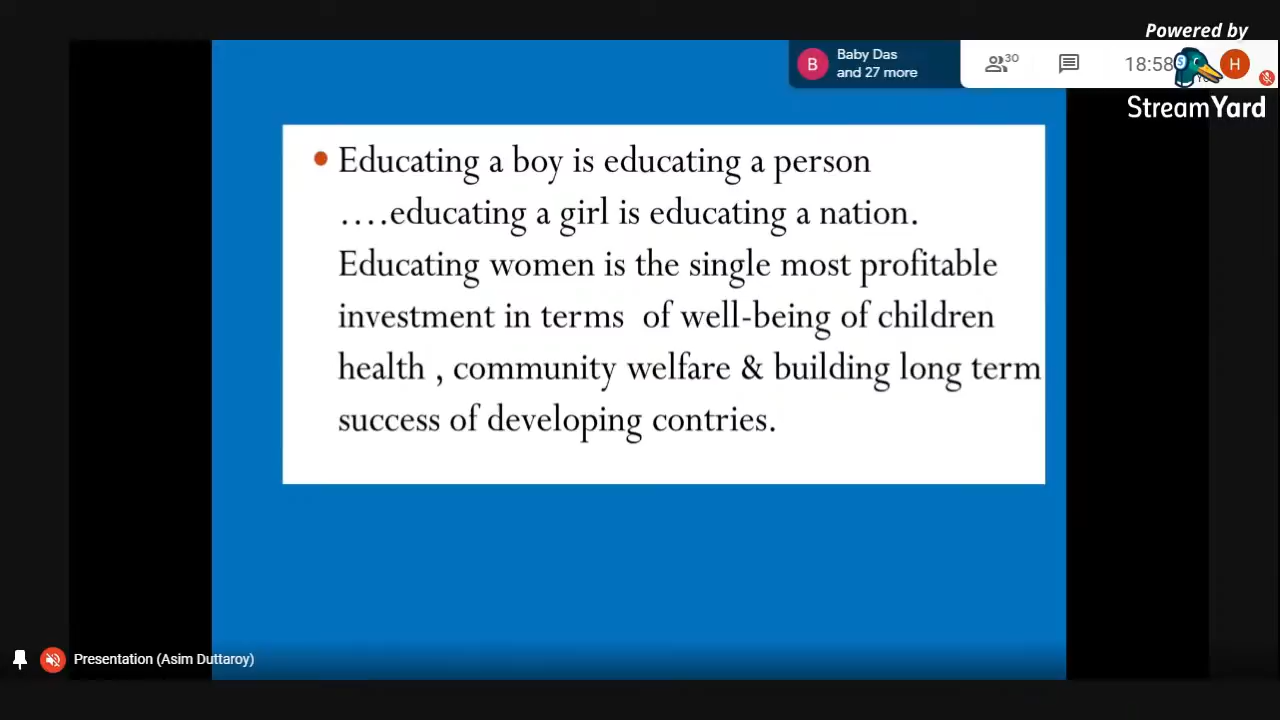 Powered by
Baby Das
and 27 more
B
30
18:58
H
StreamYard
• Educating a boy is educating a person
....educating a girl is educating a nation.
Educating women is the single most profitable
investment in terms of well-being of children
health , community welfare & building long term
success of developing contries.
Presentation (Asim Duttaroy)